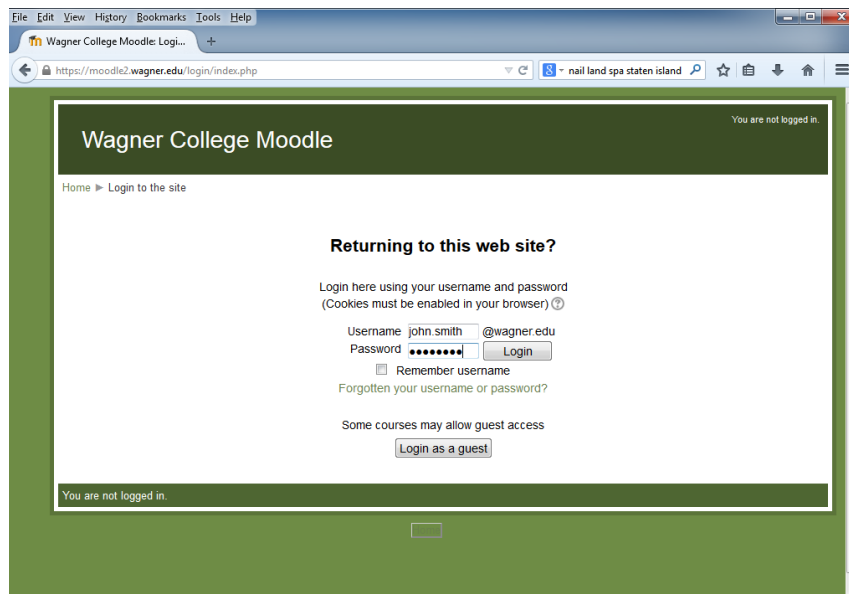 File Edit View History Bookmarks Tools Help
Wagner College Moodle: Logi...
https://moodle2.wagner.edu/login/index.php
nail land spa staten island
You are not logged in.
Wagner College Moodle
Home ► Login to the site
Returning to this web site?
Login here using your username and password
(Cookies must be enabled in your browser) ?
Username john.smith @wagner.edu
Password ●●●●●●●● Login
Remember username
Forgotten your username or password?
Some courses may allow guest access
Login as a guest
You are not logged in.